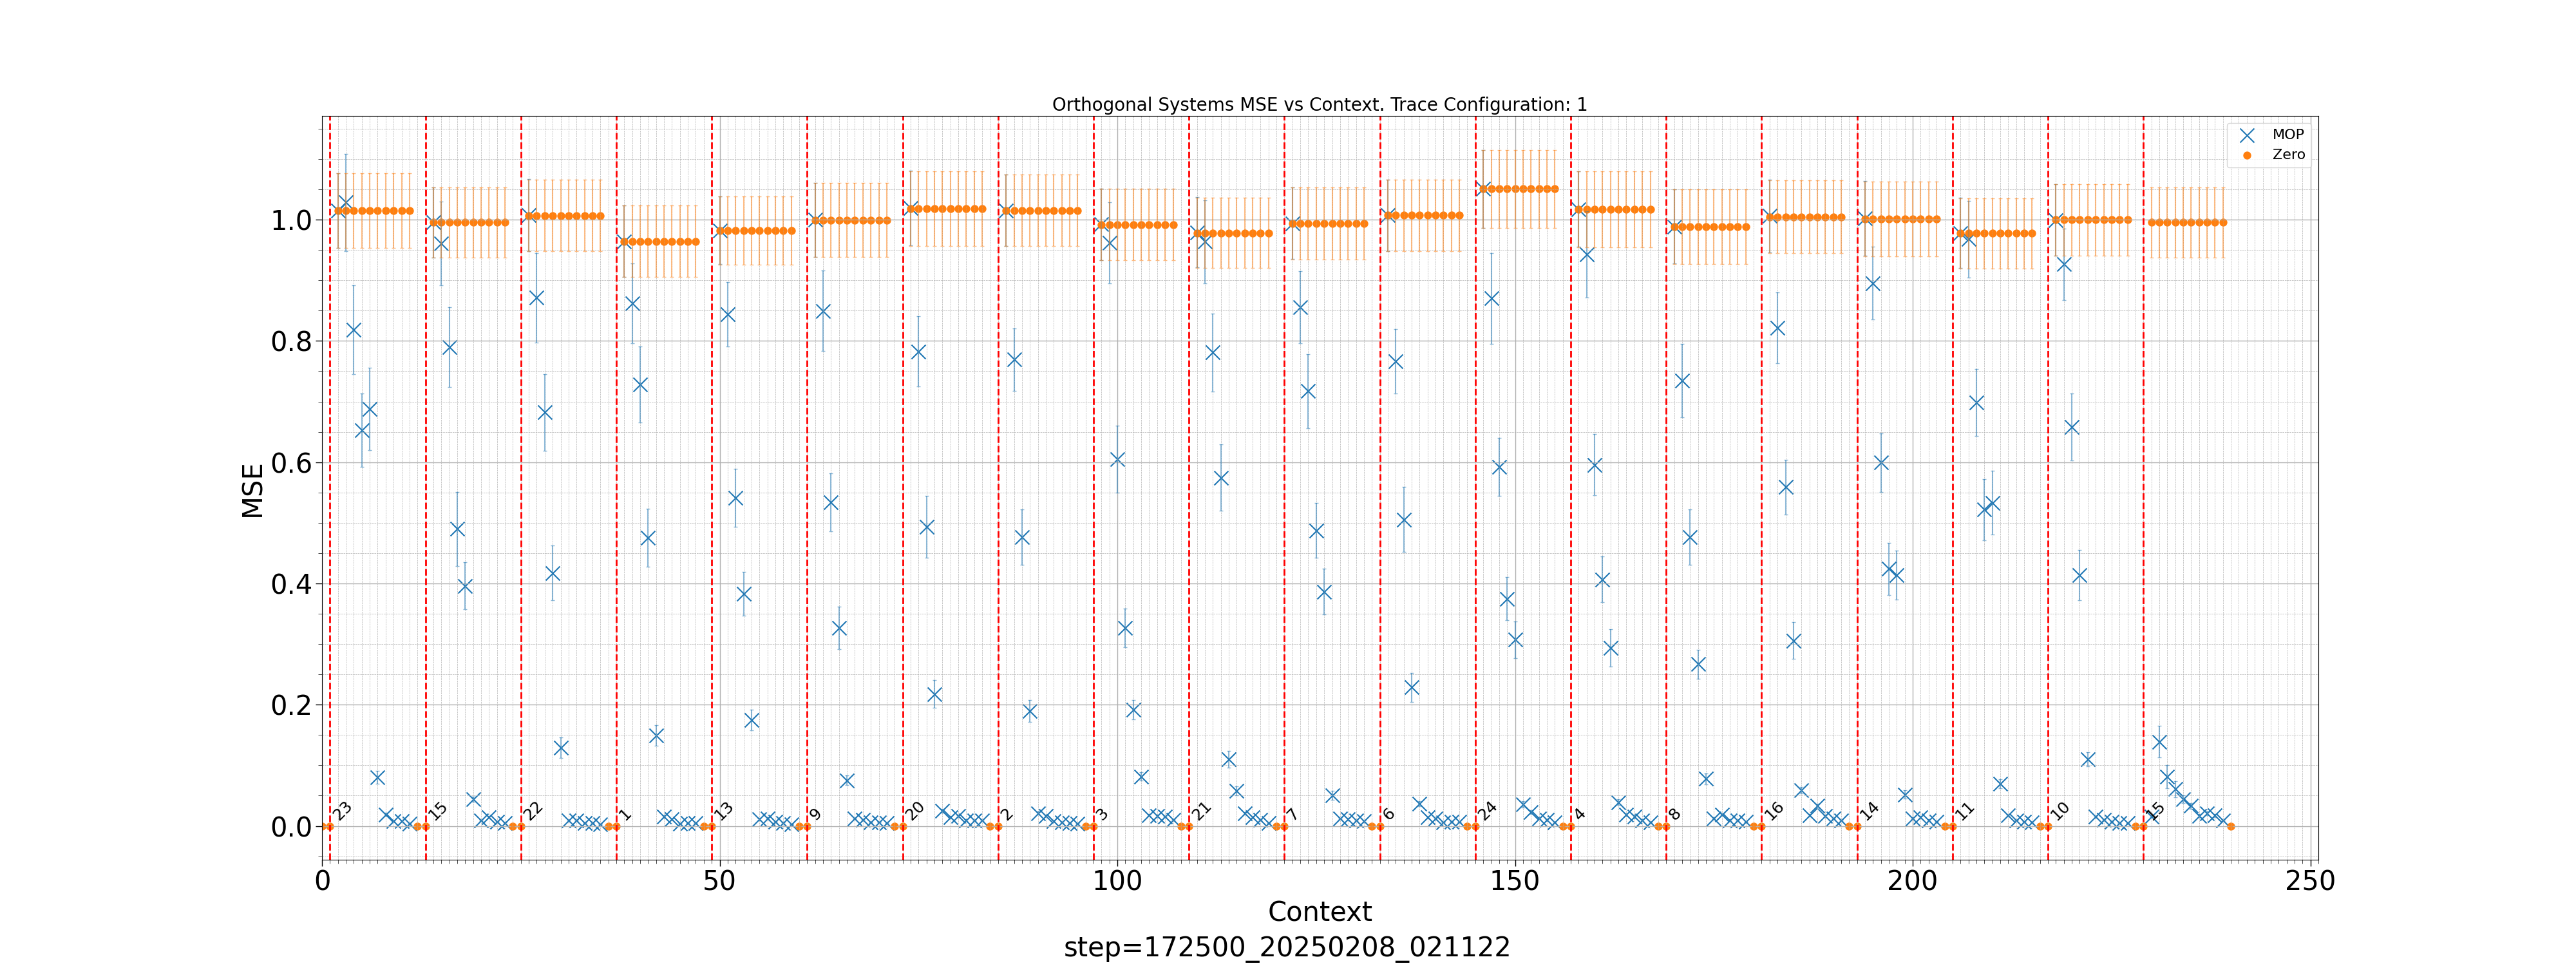 Orthogonal Systems MSE vs Context. Trace Configuration: 1
MOP
Zero
MSE
1.0
0.8
0.6
0.4
0.2
0.0
23 15 22 1 13 9 20 2 3 21 7 6 24 4 8 16 14 11 10 15
0 50 100 150 200 250
Context
step=172500_20250208_021122